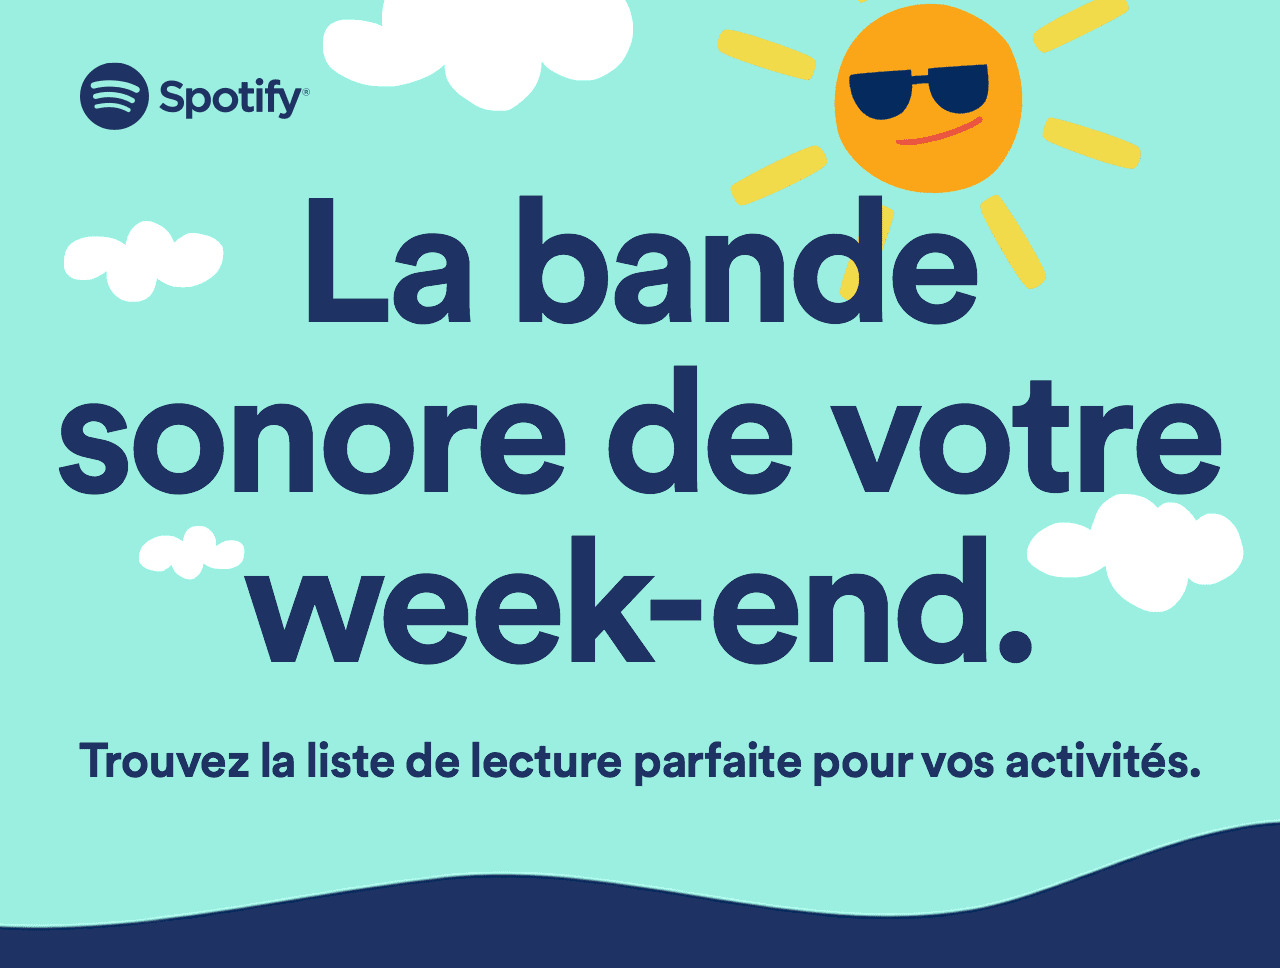 Spotify®
La bande
sonore de votre
week-end.
Trouvez la liste de lecture parfaite pour vos activités.